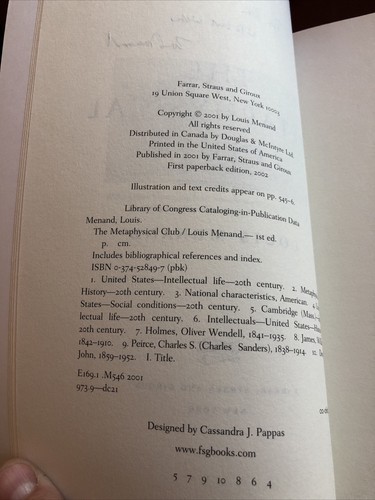 Farrar, Straus and Giroux
19 Union Square West, New York 10003
Copyright © 2001 by Louis Menand
All rights reserved
Distributed in Canada by Douglas & McIntyre Ltd.
Printed in the United States of America
Published in 2001 by Farrar, Straus and Giroux
First paperback edition, 2002
Illustration and text credits appear on pp. 545–6.
Library of Congress Cataloging-in-Publication Data
Menand, Louis.
The Metaphysical Club / Louis Menand.— 1st ed.
p. cm.
Includes bibliographical references and index.
ISBN 0-374-52849-7 (pbk)
1. United States—Intellectual life—20th century. 2.
History—20th century. 3. National characteristics, American. 4.
States—Social conditions—20th century. 5. Cambridge (Mass.)—
lectual life—20th century. 6. Intellectuals—United States—
20th century. 7. Holmes, Oliver Wendell, 1841–1935. 8. James,
1842–1910. 9. Peirce, Charles S. (Charles Sanders), 1838–1914. 10.
John, 1859–1952. I. Title.
E169.1 .M546 2001
973.9—dc21
Designed by Cassandra J. Pappas
www.fsgbooks.com
5 7 9 10 8 6 4